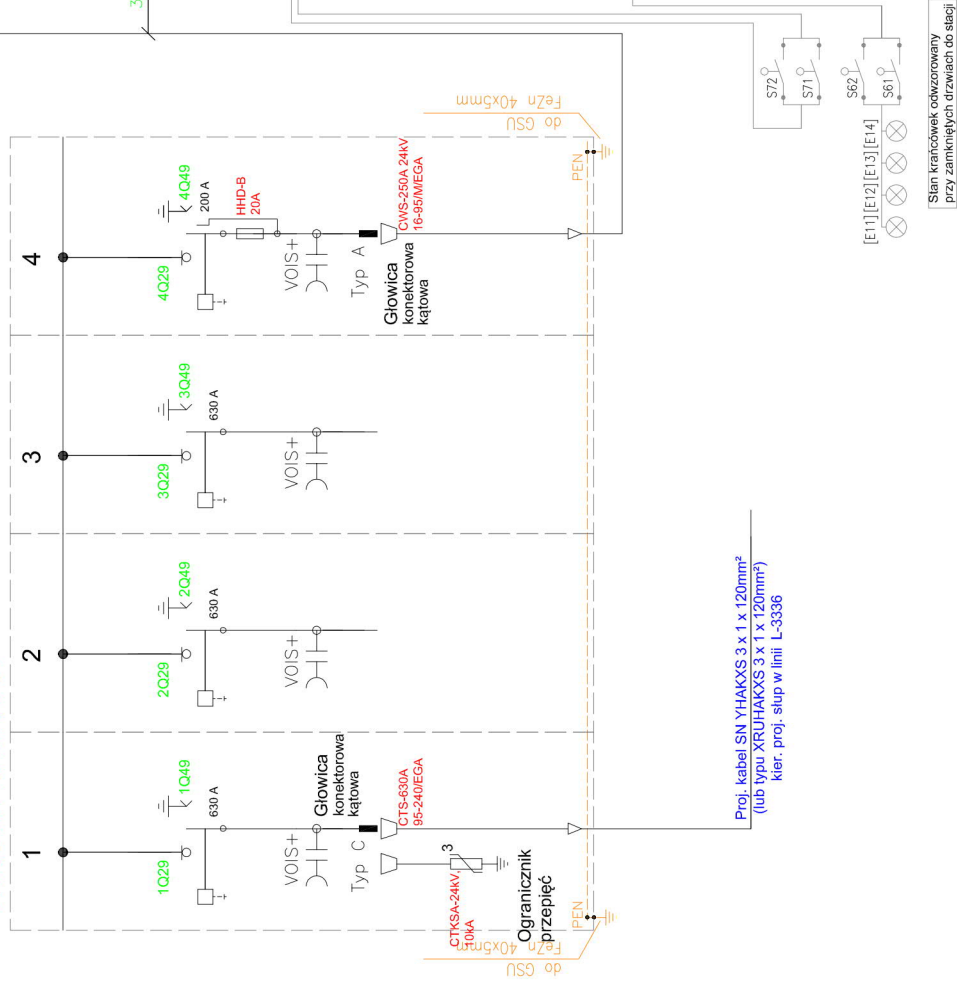 3
1
2
3
4
1Q29
1Q49
630 A
VOIS+
Typ C
Głowica
konektorowa
kątowa
CTS-630A
95-240/EGA
CTKSA-24kV,
10kA
3
Ogranicznik
przepięć
PEN
FeZn 40x5mm
do GSU
2Q29
2Q49
630 A
VOIS+
3Q29
3Q49
630 A
VOIS+
4Q29
4Q49
200 A
HHD-B
20A
VOIS+
Typ A
Głowica
konektorowa
kątowa
CWS-250A 24kV
16-95/M/EGA
PEN
FeZn 40x5mm
do GSU
Proj. kabel SN YHAKXS 3 x 1 x 120mm²
(lub typu XRUHAKXS 3 x 1 x 120mm²)
kier. proj. słup w linii L-3336
S72
S71
S62
S61
[E11][E12][E13][E14]
Stan krańcówek odwzorowany
przy zamkniętych drzwiach do stacji